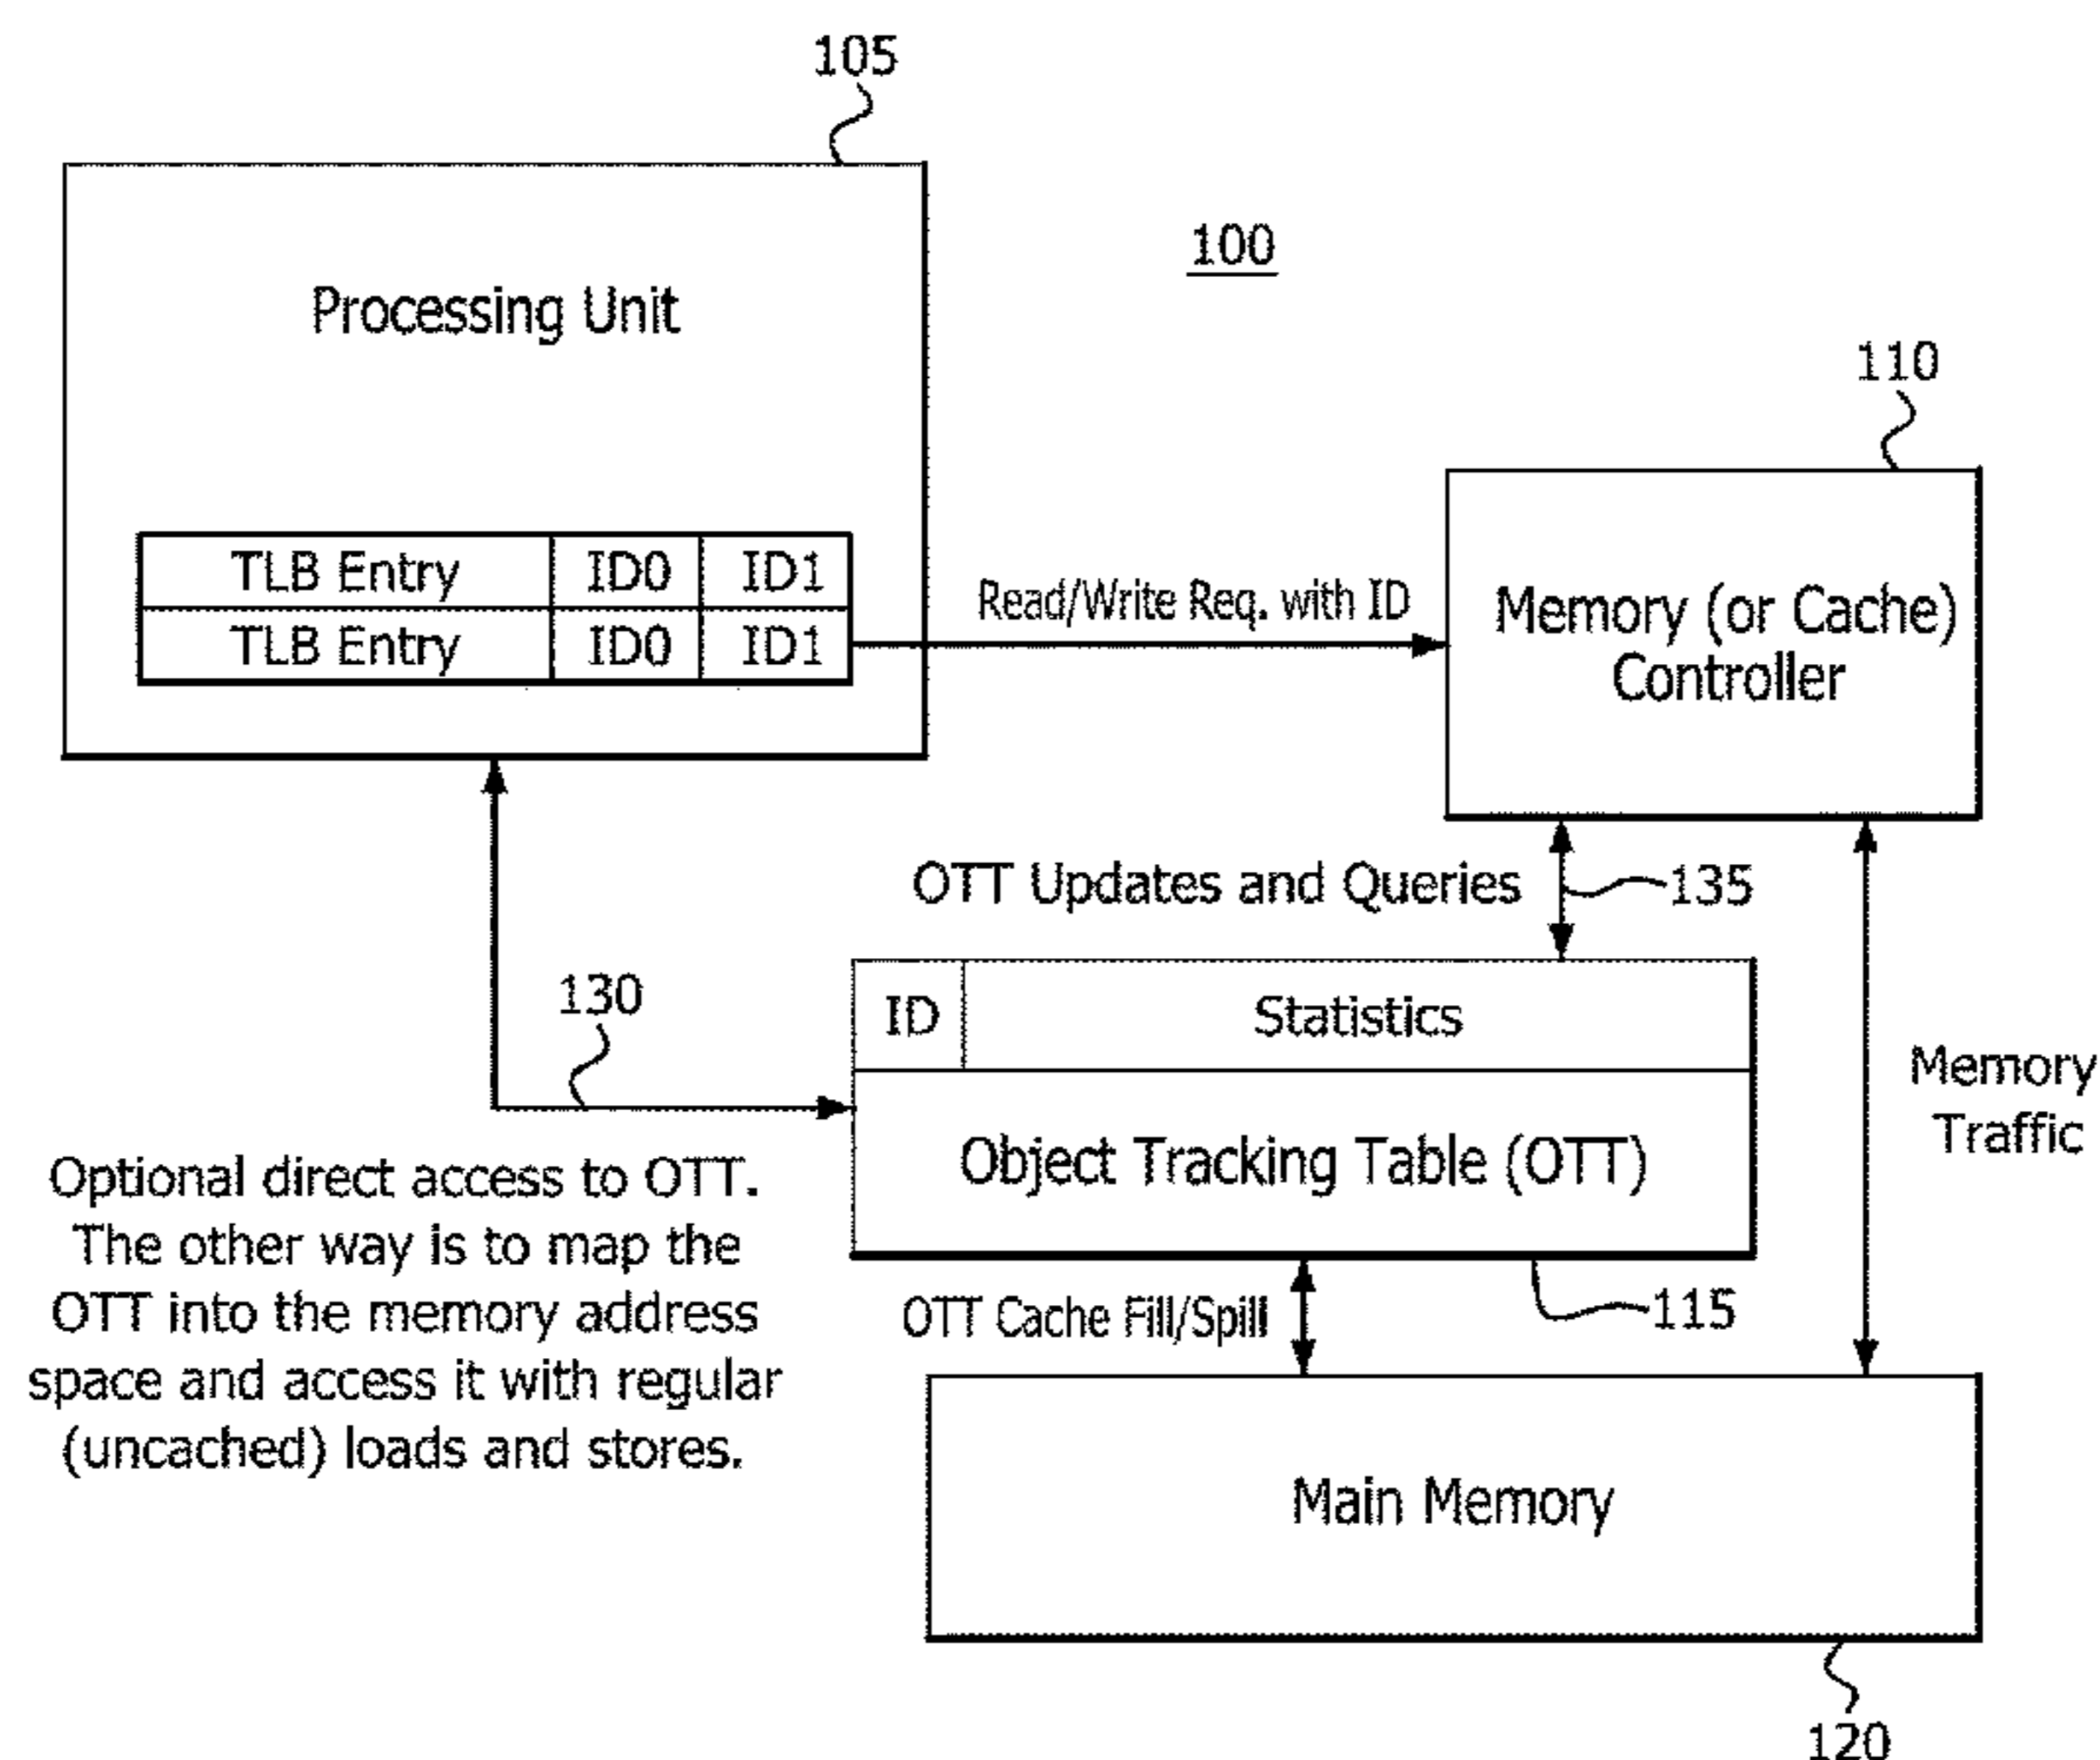 105
100
Processing Unit
110
TLB Entry ID0 ID1
TLB Entry ID0 ID1
Read/Write Req. with ID
Memory (or Cache)
Controller
OTT Updates and Queries
135
130
ID Statistics
Memory
Traffic
Object Tracking Table (OTT)
Optional direct access to OTT.
The other way is to map the
OTT into the memory address
space and access it with regular
(uncached) loads and stores.
OTT Cache Fill/Spill
115
Main Memory
120